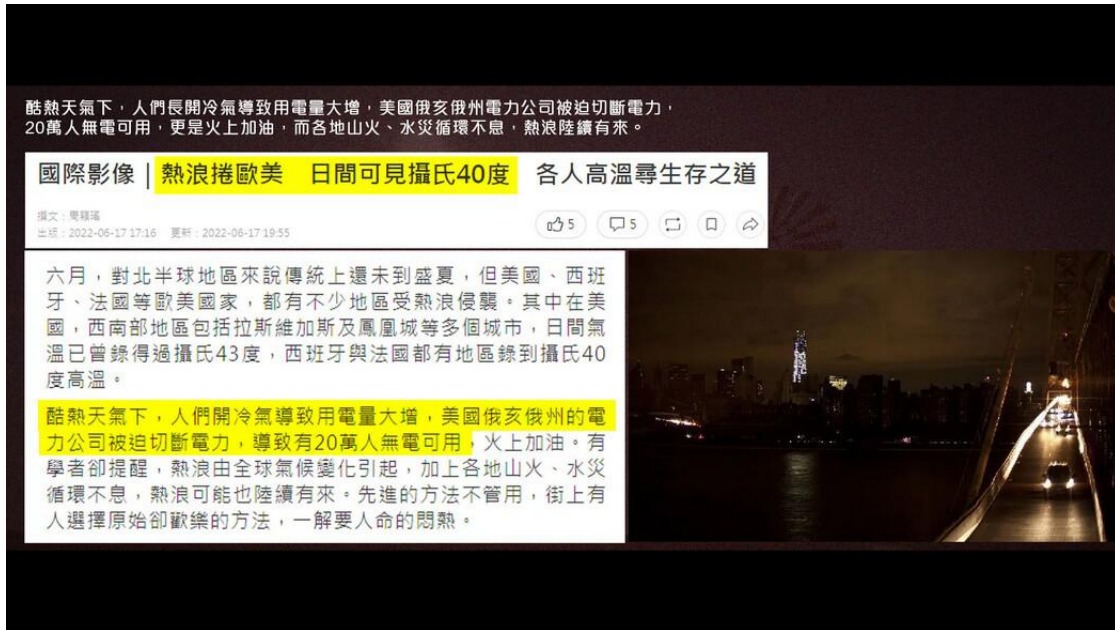 酷熱天氣下，人們長開冷氣導致用電量大增，美國俄亥俄州電力公司被迫切斷電力，
20萬人無電可用，更是火上加油，而各地山火、水災循環不息，熱浪陸續有來。
國際影像｜熱浪捲歐美　日間可見攝氏40度　各人高溫尋生存之道
撰文：周穎瑤
出版：2022-06-17 17:16 更新：2022-06-17 19:55
5 5
六月，對北半球地區來說傳統上還未到盛夏，但美國、西班
牙、法國等歐美國家，都有不少地區受熱浪侵襲。其中在美
國，西南部地區包括拉斯維加斯及鳳凰城等多個城市，日間氣
溫已曾錄得過攝氏43度，西班牙與法國都有地區錄到攝氏40
度高溫。
酷熱天氣下，人們開冷氣導致用電量大增，美國俄亥俄州的電
力公司被迫切斷電力，導致有20萬人無電可用，火上加油。有
學者卻提醒，熱浪由全球氣候變化引起，加上各地山火、水災
循環不息，熱浪可能也陸續有來。先進的方法不管用，街上有
人選擇原始卻歡樂的方法，一解要人命的悶熱。